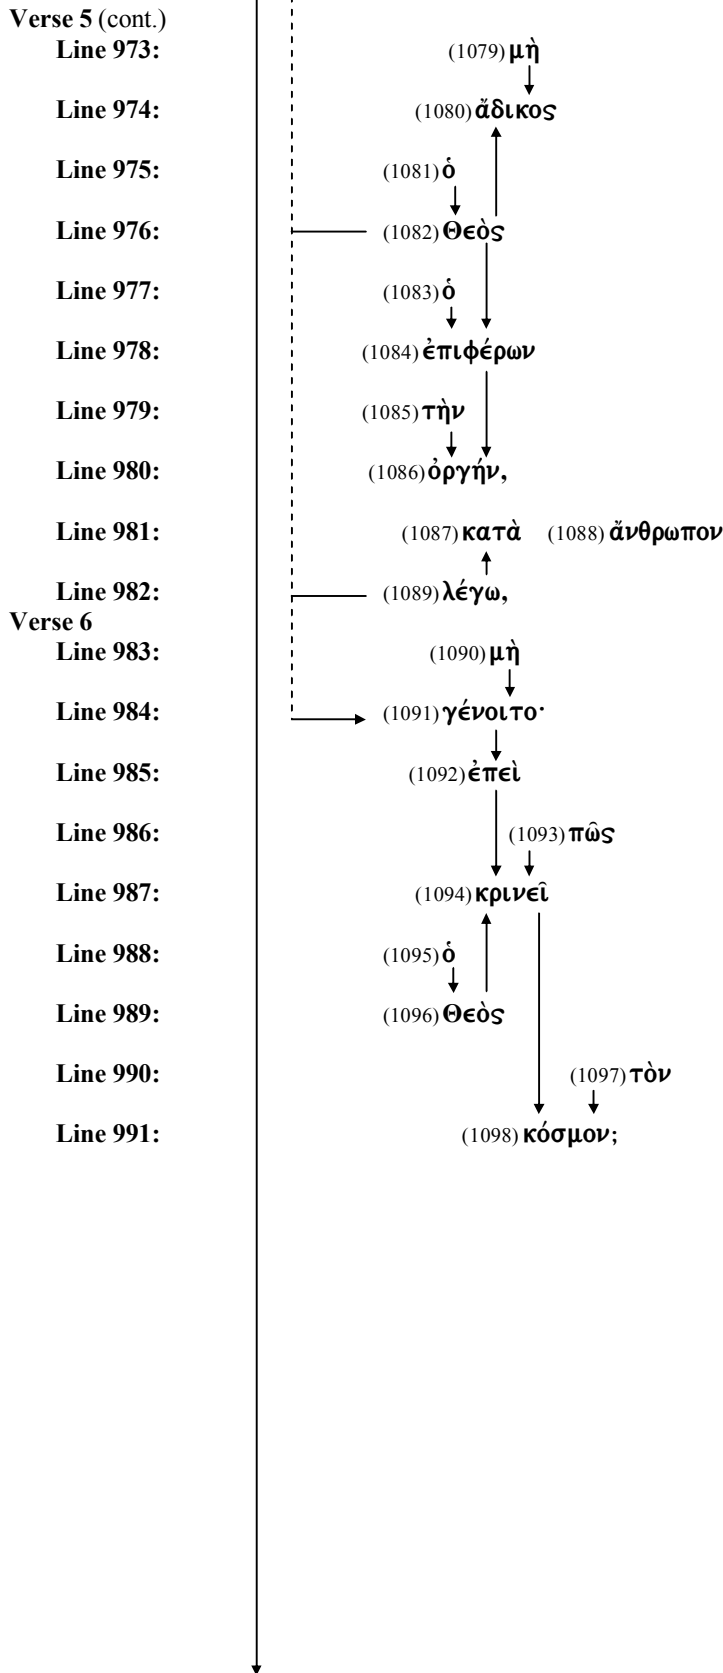 Verse 5 (cont.)
Line 973: (1079) μὴ
Line 974: (1080) ἄδικος
Line 975: (1081) ὁ
Line 976: (1082) Θεὸς
Line 977: (1083) ὁ
Line 978: (1084) ἐπιφέρων
Line 979: (1085) τὴν
Line 980: (1086) ὀργήν,
Line 981: (1087) κατὰ (1088) ἄνθρωπον
Line 982: (1089) λέγω,
Verse 6
Line 983: (1090) μὴ
Line 984: (1091) γένοιτο·
Line 985: (1092) ἐπεὶ
Line 986: (1093) πῶς
Line 987: (1094) κρινεῖ
Line 988: (1095) ὁ
Line 989: (1096) Θεὸς
Line 990: (1097) τὸν
Line 991: (1098) κόσμον;